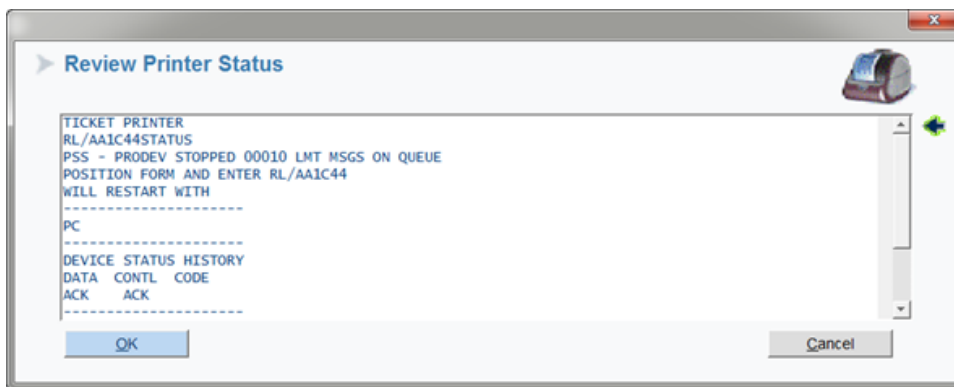 Review Printer Status
TICKET PRINTER
RL/AA1C44STATUS
PSS - PRODEV STOPPED 00010 LMT MSGS ON QUEUE
POSITION FORM AND ENTER RL/AA1C44
WILL RESTART WITH
---------------------
PC
---------------------
DEVICE STATUS HISTORY
DATA CONTL CODE
ACK ACK
---------------------
OK
Cancel